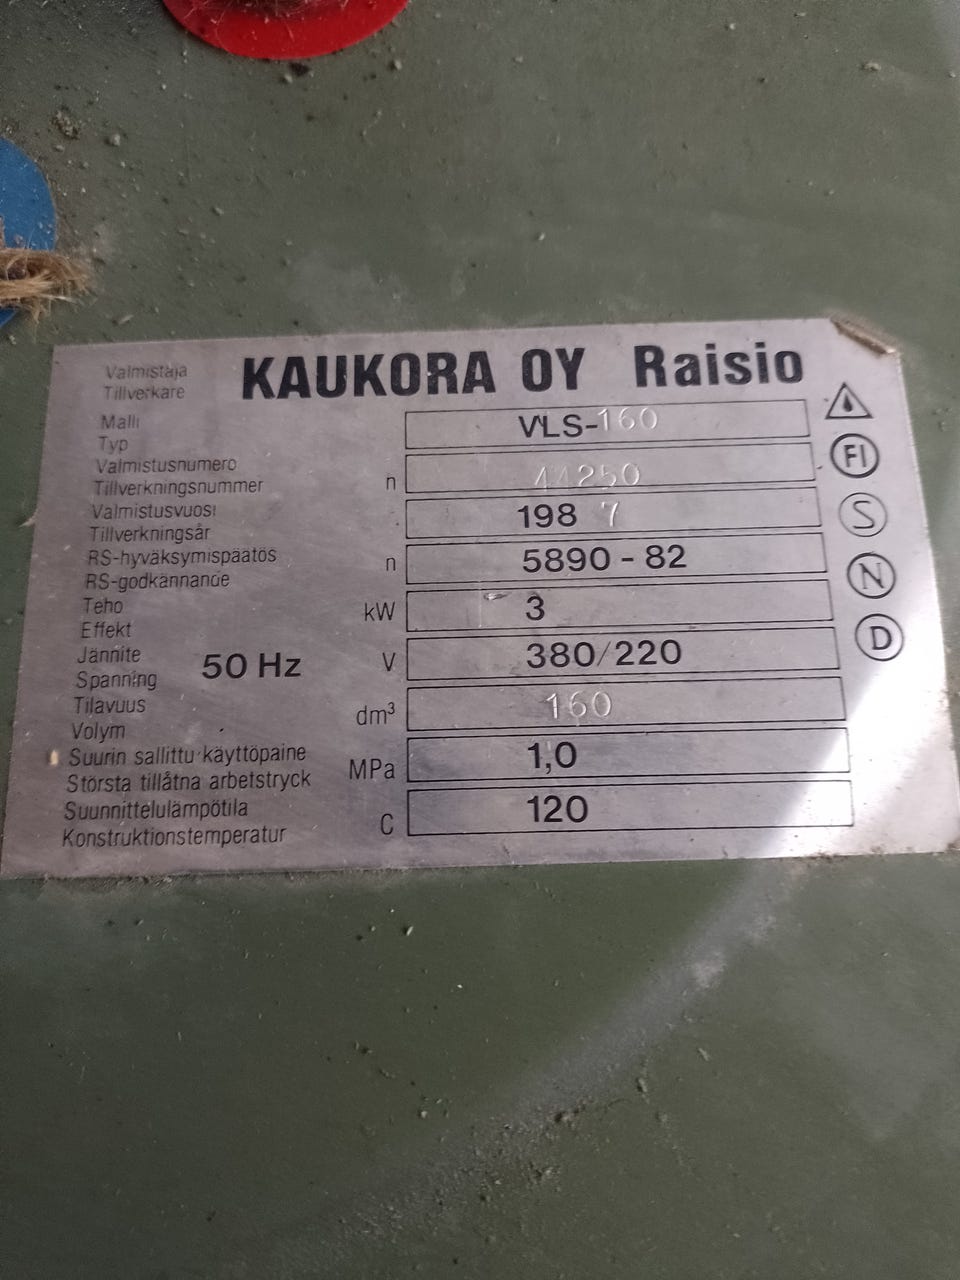 Valmistaja
Tillverkare
KAUKORA OY Raisio
Malli
Typ
VLS-160
Valmistusnumero
Tillverkningsnummer
n
44250
Valmistusvuosi
Tillverkningsår
198 7
RS-hyväksymispäätös
RS-godkännande
n
5890 - 82
Teho
Effekt
kW
3
Jännite
Spänning
50 Hz
V
380/220
Tilavuus
Volym
dm³
160
Suurin sallittu käyttöpaine
Största tillåtna arbetstryck
MPa
1,0
Suunnittelulämpötila
Konstruktionstemperatur
C
120
FI
S
N
D